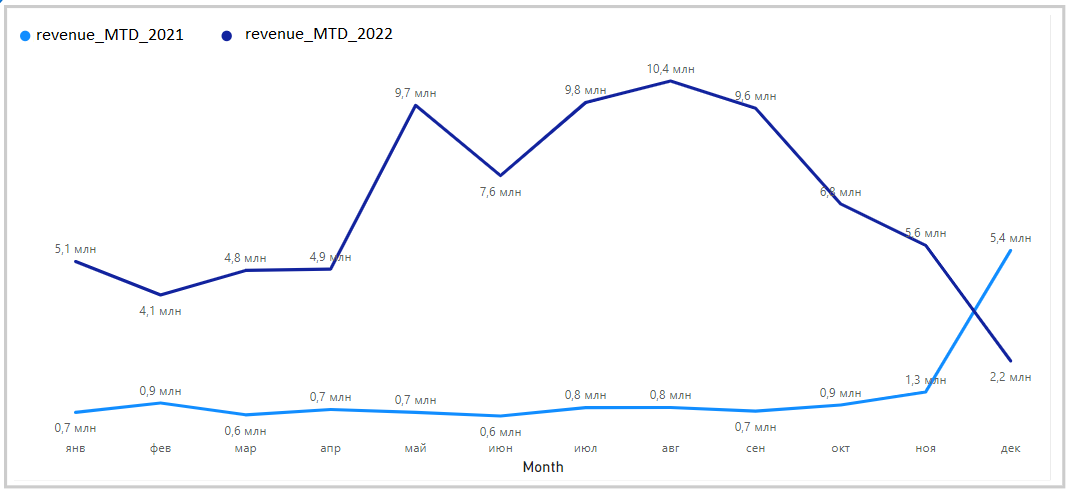 revenue_MTD_2021 revenue_MTD_2022
10,4 млн
9,7 млн 9,8 млн 9,6 млн
7,6 млн 6,8 млн
5,1 млн 4,8 млн 4,9 млн 5,6 млн 5,4 млн
4,1 млн
0,9 млн 0,7 млн 0,7 млн 0,8 млн 0,8 млн 0,9 млн 1,3 млн 2,2 млн
0,7 млн 0,6 млн 0,6 млн 0,7 млн
янв фев мар апр май июн июл авг сен окт ноя дек
Month